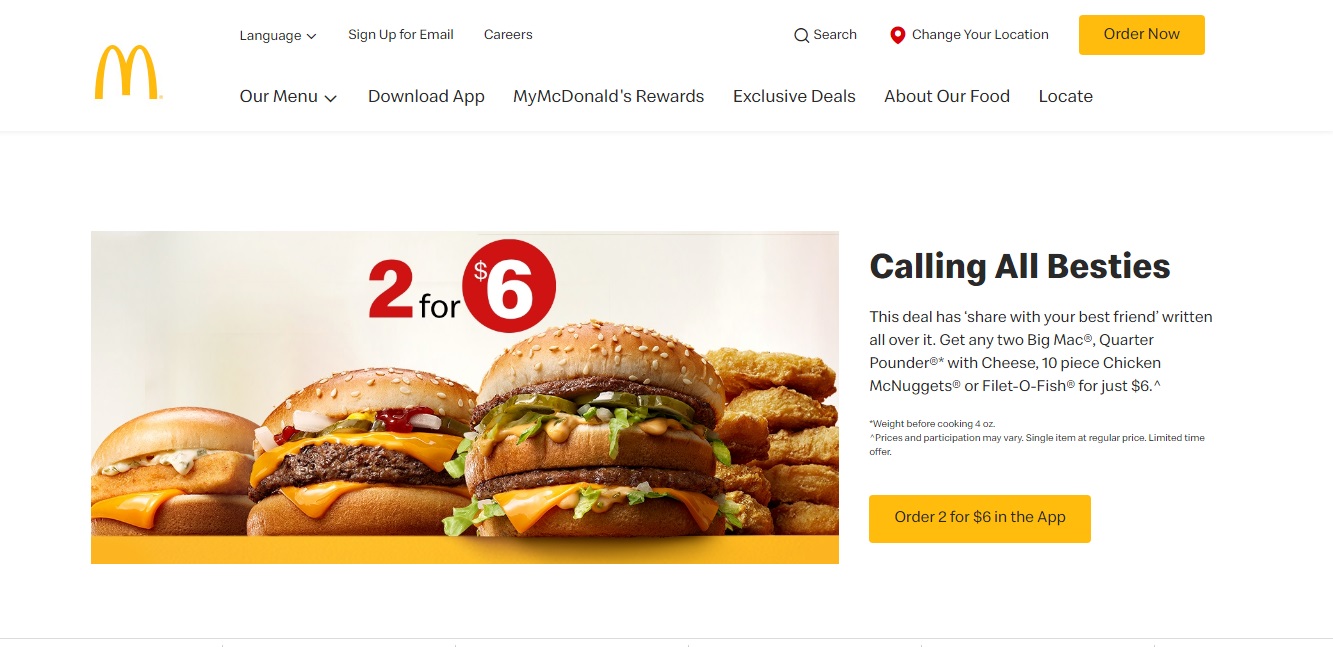 Language
Sign Up for Email
Careers
Search
Change Your Location
Order Now
Our Menu
Download App
MyMcDonald's Rewards
Exclusive Deals
About Our Food
Locate
2 for $6
Calling All Besties
This deal has ‘share with your best friend’ written
all over it. Get any two Big Mac®, Quarter
Pounder®* with Cheese, 10 piece Chicken
McNuggets® or Filet-O-Fish® for just $6.^
*Weight before cooking 4 oz.
^Prices and participation may vary. Single item at regular price. Limited time
offer.
Order 2 for $6 in the App